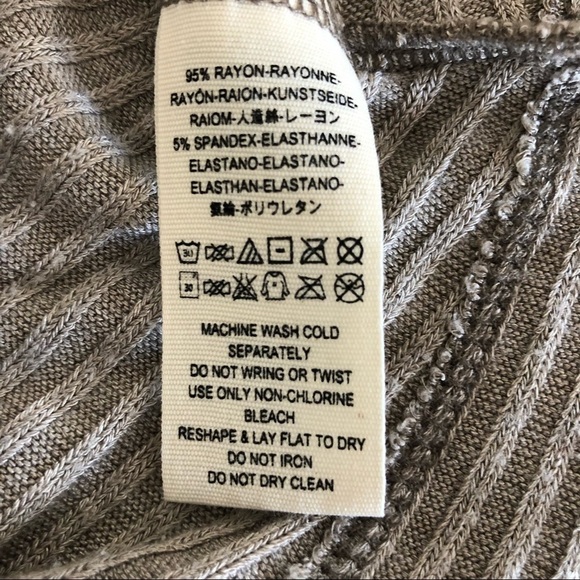 95% RAYON-RAYONNE-
RAYÓN-RAION-KUNSTSEIDE-
RAIOM-人造絲-レーヨン
5% SPANDEX-ELASTHANNE-
ELASTANO-ELASTANO-
ELASTHAN-ELASTANO-
氨綸-ポリウレタン
30
30
MACHINE WASH COLD
SEPARATELY
DO NOT WRING OR TWIST
USE ONLY NON-CHLORINE
BLEACH
RESHAPE & LAY FLAT TO DRY
DO NOT IRON
DO NOT DRY CLEAN